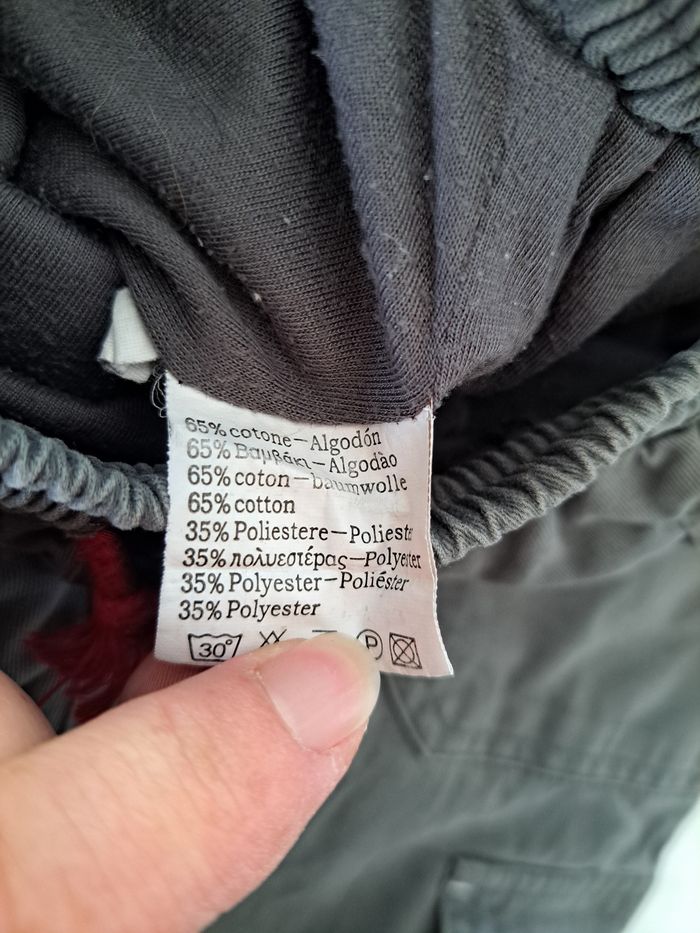 65% cotone-Algodón
65% Βαμβάκι-Algodão
65% coton-baumwolle
65% cotton
35% Poliestere-Polieste
35% πολυεστέρας-Polyester
35% Polyester-Poliéster
35% Polyester
30°
P